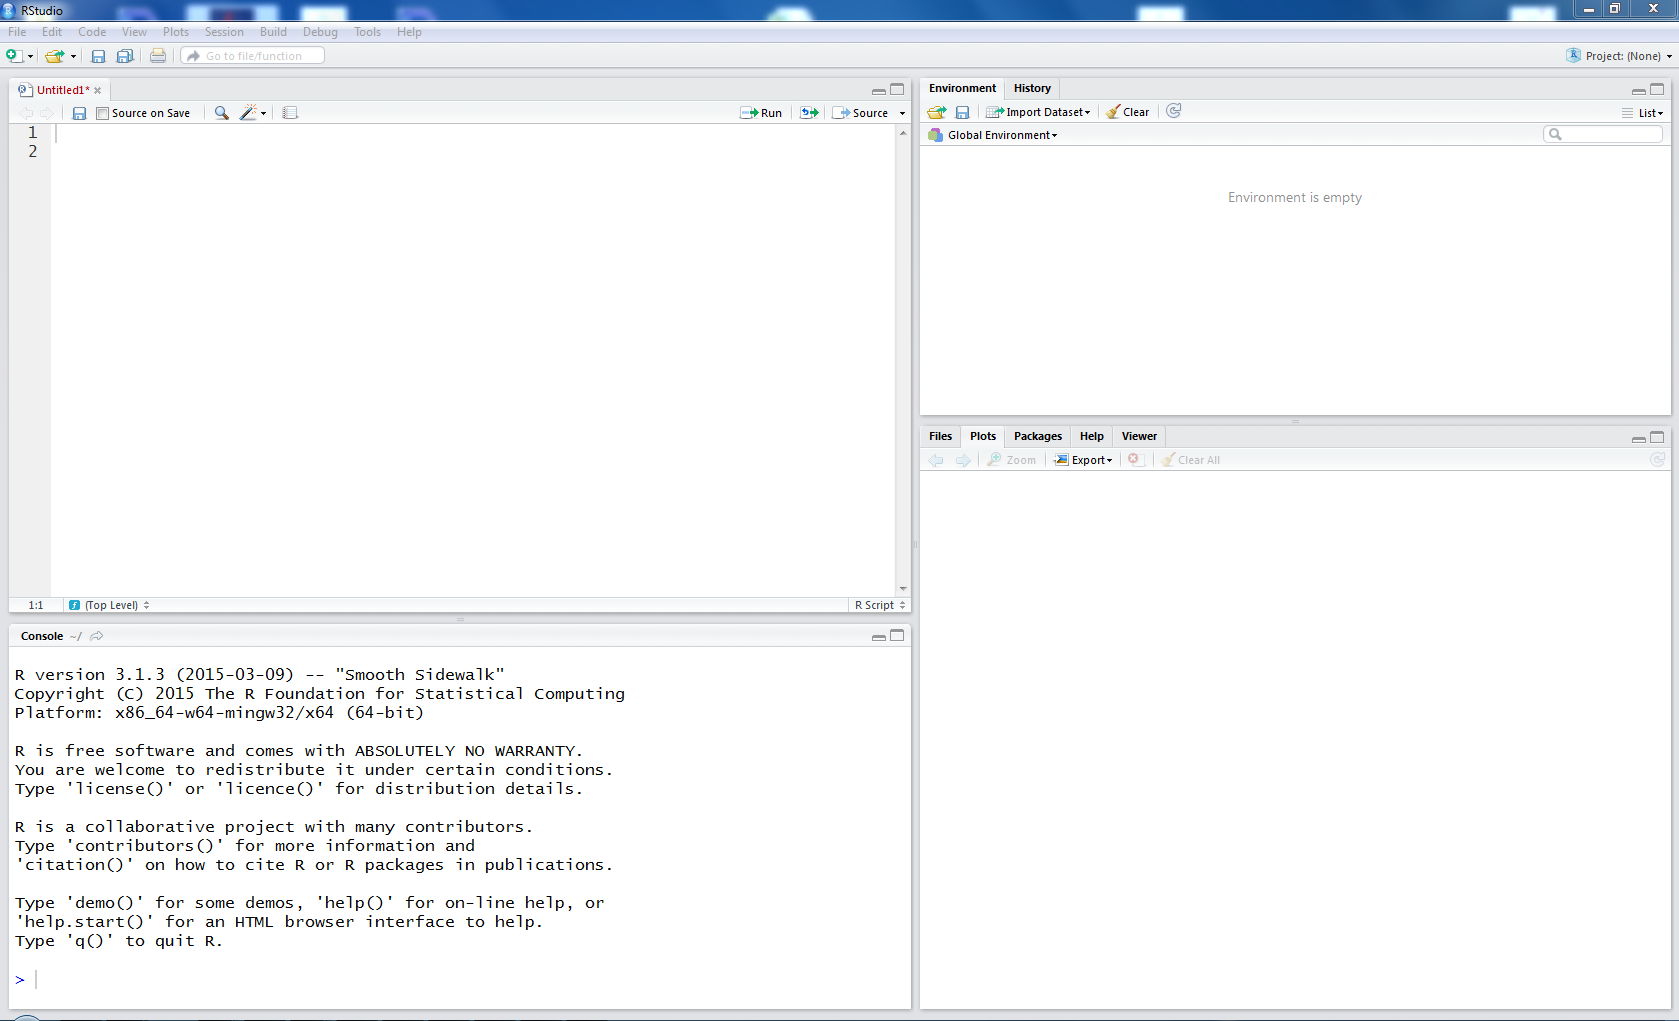 RStudio
File Edit Code View Plots Session Build Debug Tools Help
Go to file/function
Project: (None)
Untitled1*
Source on Save
Run
Source
1
2
1:1
(Top Level)
R Script
Console ~/
R version 3.1.3 (2015-03-09) -- "Smooth Sidewalk"
Copyright (C) 2015 The R Foundation for Statistical Computing
Platform: x86_64-w64-mingw32/x64 (64-bit)
R is free software and comes with ABSOLUTELY NO WARRANTY.
You are welcome to redistribute it under certain conditions.
Type 'license()' or 'licence()' for distribution details.
R is a collaborative project with many contributors.
Type 'contributors()' for more information and
'citation()' on how to cite R or R packages in publications.
Type 'demo()' for some demos, 'help()' for on-line help, or
'help.start()' for an HTML browser interface to help.
Type 'q()' to quit R.
>
Environment History
Import Dataset Clear List
Global Environment
Environment is empty
Files Plots Packages Help Viewer
Zoom Export Clear All